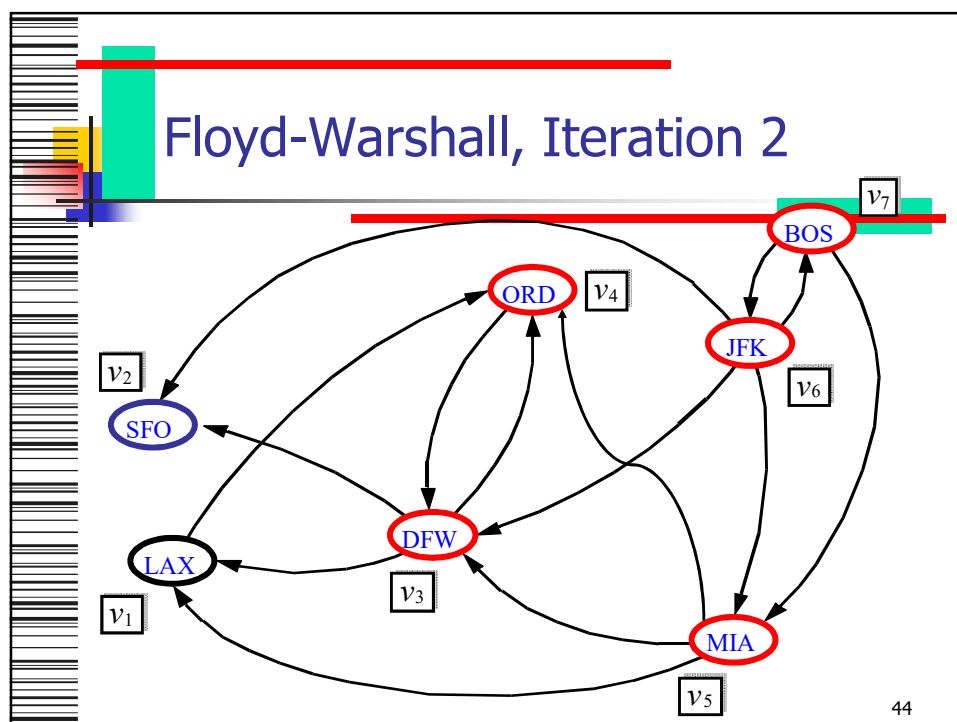 Floyd-Warshall, Iteration 2
v7
BOS
ORD
v4
JFK
v2
v6
SFO
DFW
LAX
v3
v1
MIA
v5
44